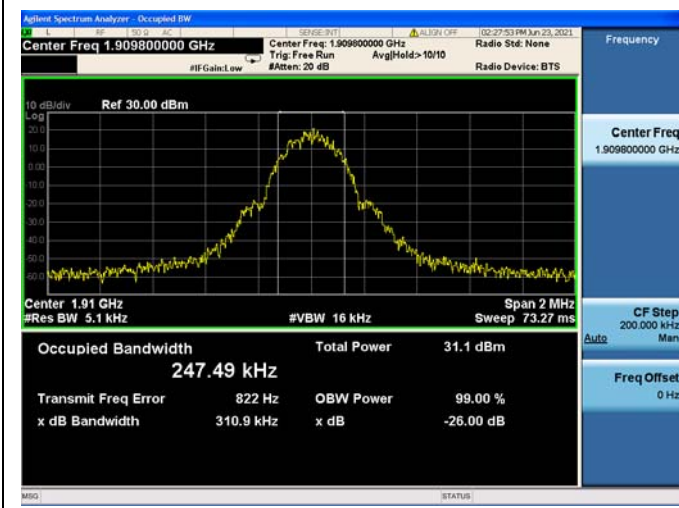 Agilent Spectrum Analyzer - Occupied BW
L RF 50 Ω AC SENSE:INT ALIGN OFF 02:27:53 PM Jun 23, 2021
Center Freq 1.909800000 GHz Center Freq: 1.909800000 GHz Radio Std: None Frequency
Trig: Free Run Avg|Hold:>10/10
#IFGain:Low #Atten: 20 dB Radio Device: BTS
10 dB/div Ref 30.00 dBm
Log
20.0
10.0
0.00
-10.0
-20.0
-30.0
-40.0
-50.0
-60.0
Center Freq
1.909800000 GHz
Center 1.91 GHz Span 2 MHz
#Res BW 5.1 kHz #VBW 16 kHz Sweep 73.27 ms
CF Step
200.000 kHz
Auto Man
Occupied Bandwidth Total Power 31.1 dBm
247.49 kHz
Transmit Freq Error 822 Hz OBW Power 99.00 %
x dB Bandwidth 310.9 kHz x dB -26.00 dB
Freq Offset
0 Hz
MSG STATUS